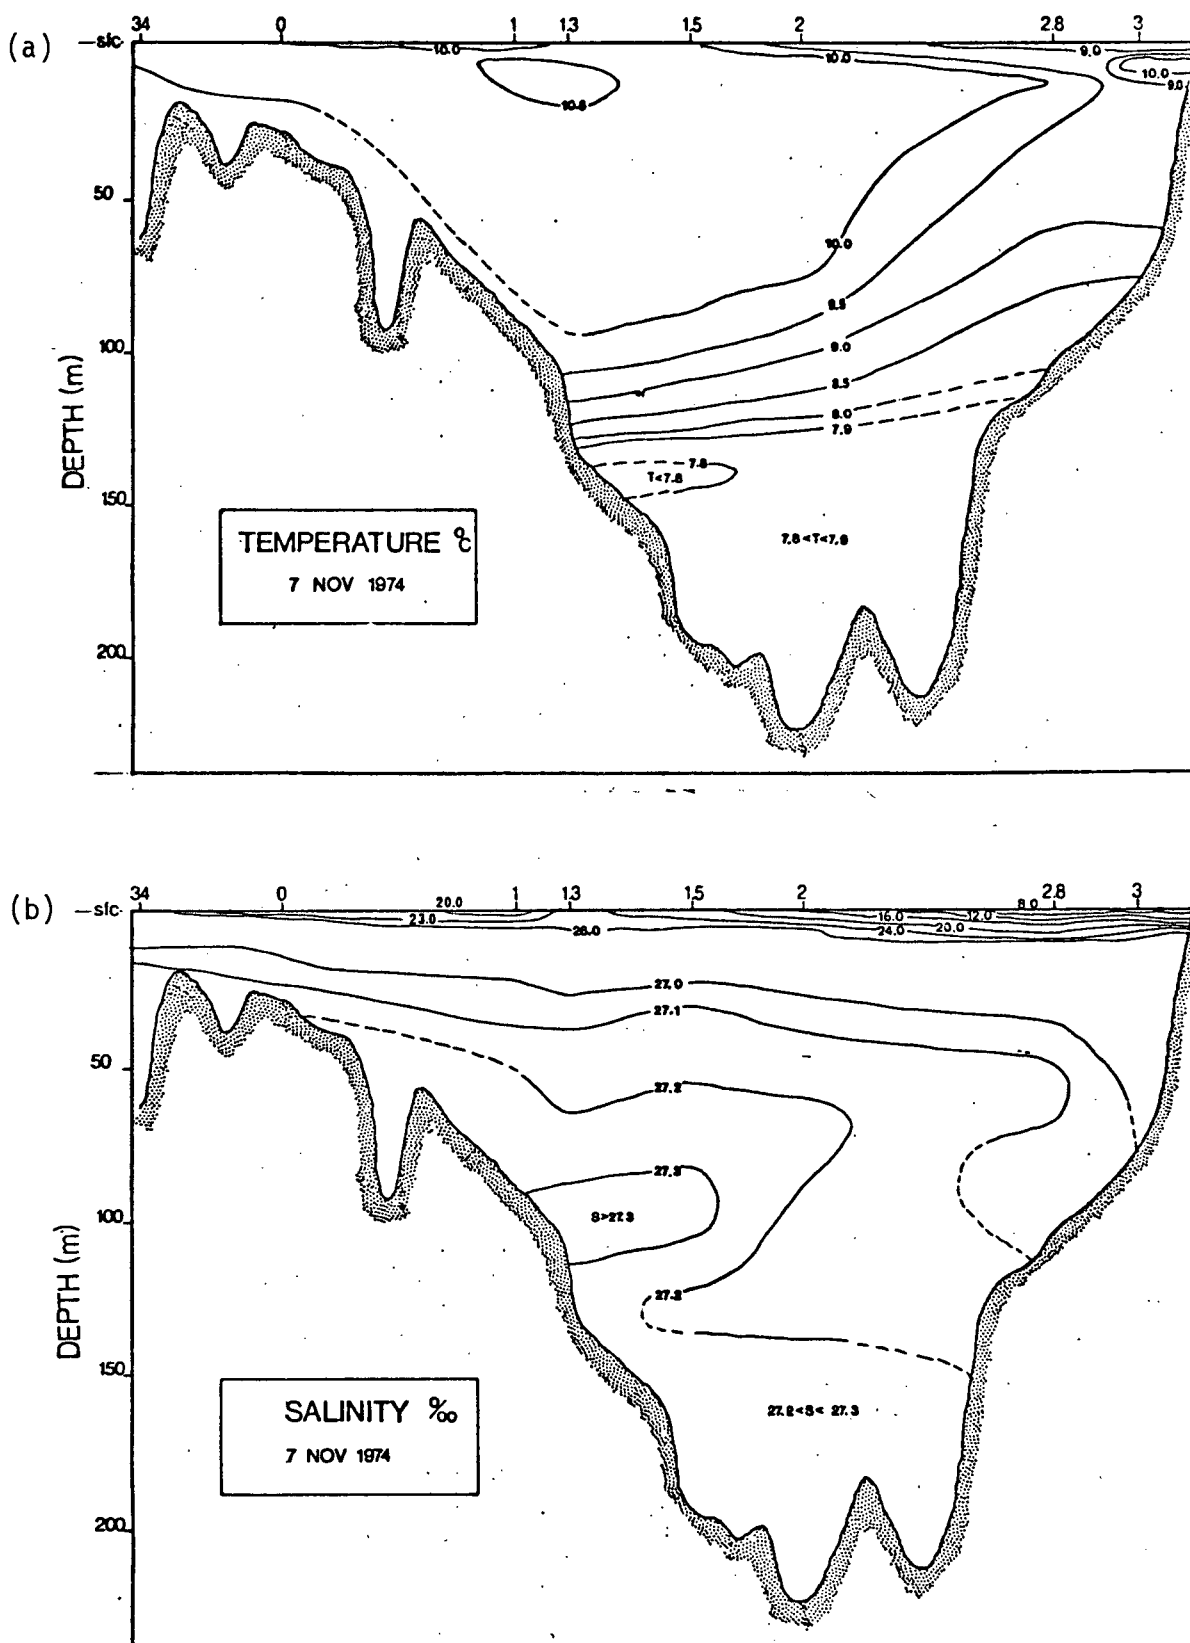 (a)
34 0 1 1.3 1.5 2 2.8 3
sfc
10.0
10.0
9.0
10.0
9.0
10.5
50
10.0
9.5
100
9.0
8.5
8.0
7.9
7.8
T<7.8
150
7.8<T<7.9
200
DEPTH (m)
TEMPERATURE °C
7 NOV 1974
(b)
34 0 1 1.3 1.5 2 2.8 3
sfc
20.0
23.0
26.0
8.0
16.0
12.0
24.0
20.0
27.0
27.1
50
27.2
27.3
S>27.3
100
27.2
150
27.2<S< 27.3
200
DEPTH (m)
SALINITY ‰
7 NOV 1974